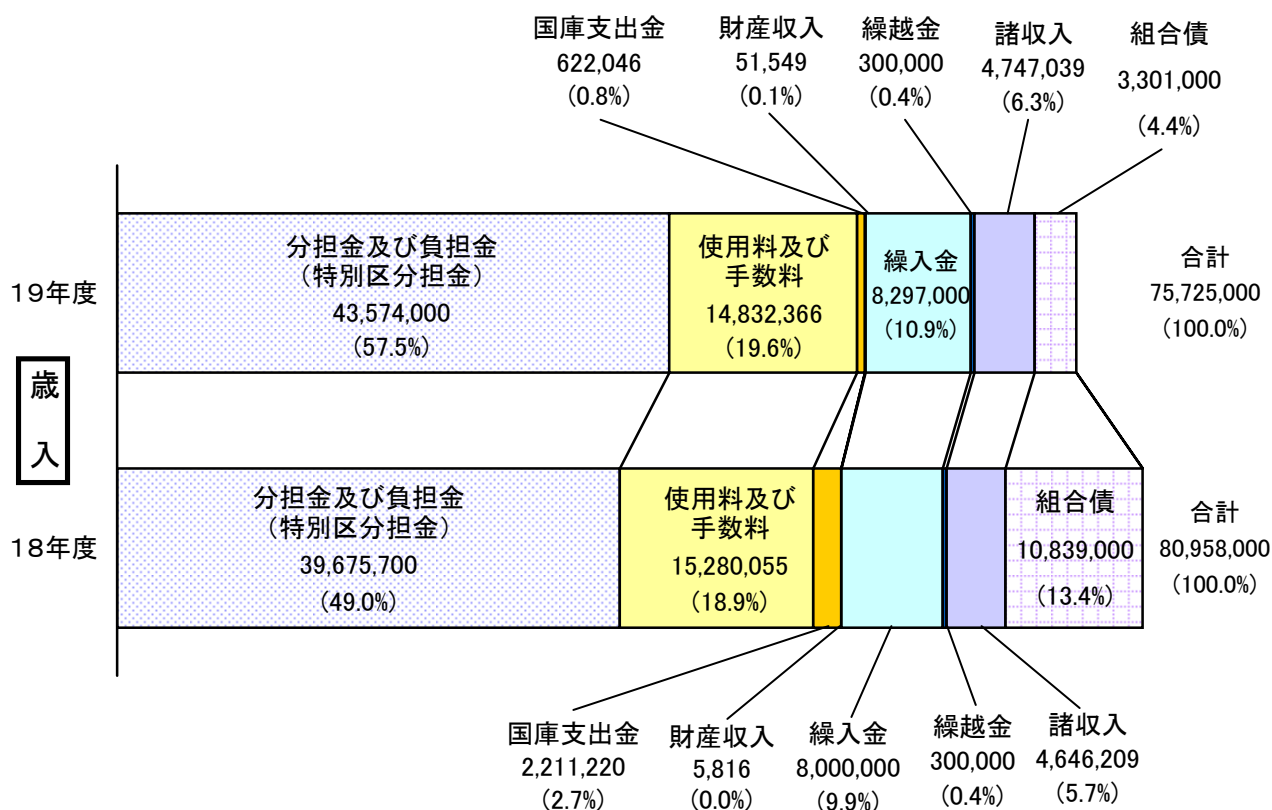 国庫支出金
622,046
(0.8%)
財産収入
51,549
(0.1%)
繰越金
300,000
(0.4%)
諸収入
4,747,039
(6.3%)
組合債
3,301,000
(4.4%)
19年度
分担金及び負担金
(特別区分担金)
43,574,000
(57.5%)
使用料及び
手数料
14,832,366
(19.6%)
繰入金
8,297,000
(10.9%)
合計
75,725,000
(100.0%)
歳
入
18年度
分担金及び負担金
(特別区分担金)
39,675,700
(49.0%)
使用料及び
手数料
15,280,055
(18.9%)
組合債
10,839,000
(13.4%)
合計
80,958,000
(100.0%)
国庫支出金
2,211,220
(2.7%)
財産収入
5,816
(0.0%)
繰入金
8,000,000
(9.9%)
繰越金
300,000
(0.4%)
諸収入
4,646,209
(5.7%)